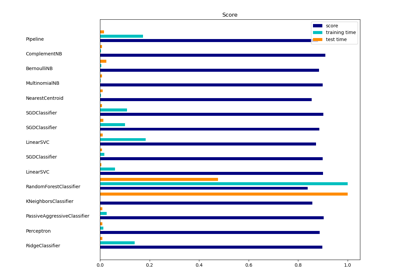 Score
score
training time
test time
Pipeline
ComplementNB
BernoulliNB
MultinomialNB
NearestCentroid
SGDClassifier
SGDClassifier
LinearSVC
SGDClassifier
LinearSVC
RandomForestClassifier
KNeighborsClassifier
PassiveAggressiveClassifier
Perceptron
RidgeClassifier
0.0 0.2 0.4 0.6 0.8 1.0